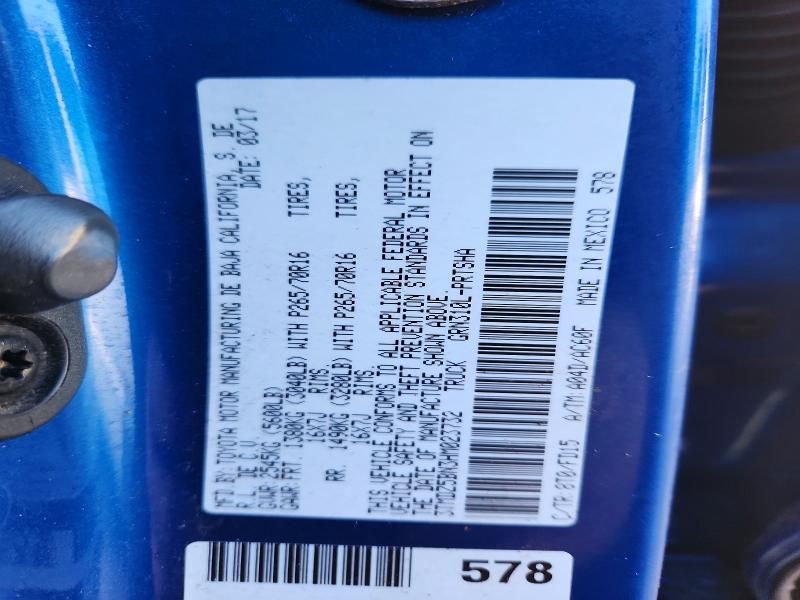 MFD BY: TOYOTA MOTOR MANUFACTURING DE BAJA CALIFORNIA, S. DE
R.L. DE C.V. DATE: 03/17
GVWR 2545KG (5600LB)
GAWR FRT 1380KG (3040LB) WITH P265/70R16 TIRES,
16X7J RIMS,
RR. 1490KG (3280LB) WITH P265/70R16 TIRES,
16X7J RIMS,
THIS VEHICLE CONFORMS TO ALL APPLICABLE FEDERAL MOTOR
VEHICLE SAFETY AND THEFT PREVENTION STANDARDS IN EFFECT ON
THE DATE OF MANUFACTURE SHOWN ABOVE.
3TMDZ5BN3HM023732 TRUCK GRN310L-PRTSHA
C/TR: 8T0/FD15 A/TM: A04D/AC60F MADE IN MEXICO 578
578